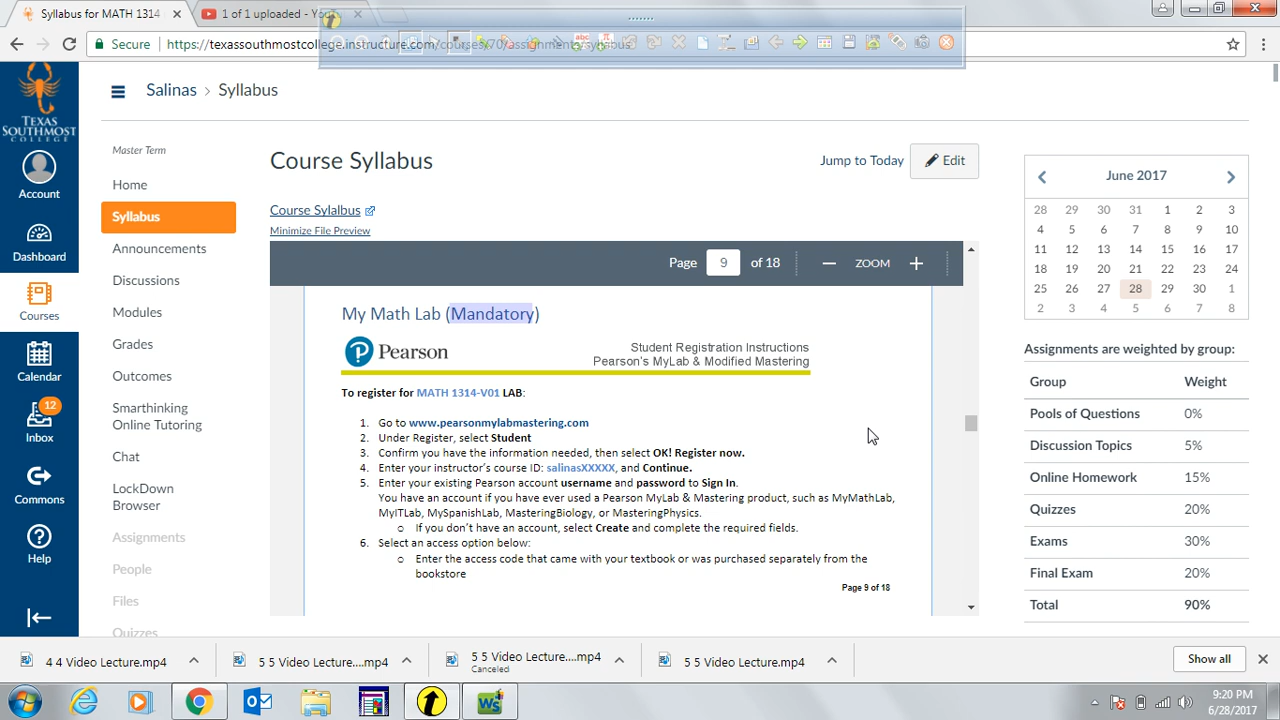 Syllabus for MATH 1314
1 of 1 uploaded - You
Secure
Salinas > Syllabus
TEXAS
SOUTHMOST
COLLEGE
Account
Dashboard
Courses
Calendar
12
Inbox
Commons
Help
Master Term
Home
Syllabus
Announcements
Discussions
Modules
Grades
Outcomes
Smarthinking
Online Tutoring
Chat
LockDown
Browser
Assignments
People
Files
Quizzes
Course Syllabus
Jump to Today
Edit
Course Sylalbus
Minimize File Preview
Page 9 of 18
ZOOM
My Math Lab (Mandatory)
Pearson
Student Registration Instructions
Pearson's MyLab & Modified Mastering
To register for MATH 1314-V01 LAB:
1. Go to www.pearsonmylabmastering.com
2. Under Register, select Student
3. Confirm you have the information needed, then select OK! Register now.
4. Enter your instructor's course ID: salinasXXXXX, and Continue.
5. Enter your existing Pearson account username and password to Sign In.
You have an account if you have ever used a Pearson MyLab & Mastering product, such as MyMathLab,
MyITLab, MySpanishLab, MasteringBiology, or MasteringPhysics.
o If you don't have an account, select Create and complete the required fields.
6. Select an access option below:
o Enter the access code that came with your textbook or was purchased separately from the
bookstore
Page 9 of 18
June 2017
28 29 30 31 1 2 3
4 5 6 7 8 9 10
11 12 13 14 15 16 17
18 19 20 21 22 23 24
25 26 27 28 29 30 1
2 3 4 5 6 7 8
Assignments are weighted by group:
Group Weight
Pools of Questions 0%
Discussion Topics 5%
Online Homework 15%
Quizzes 20%
Exams 30%
Final Exam 20%
Total 90%
4 4 Video Lecture.mp4
5 5 Video Lecture....mp4
5 5 Video Lecture....mp4
Canceled
5 5 Video Lecture.mp4
Show all
9:20 PM
6/28/2017